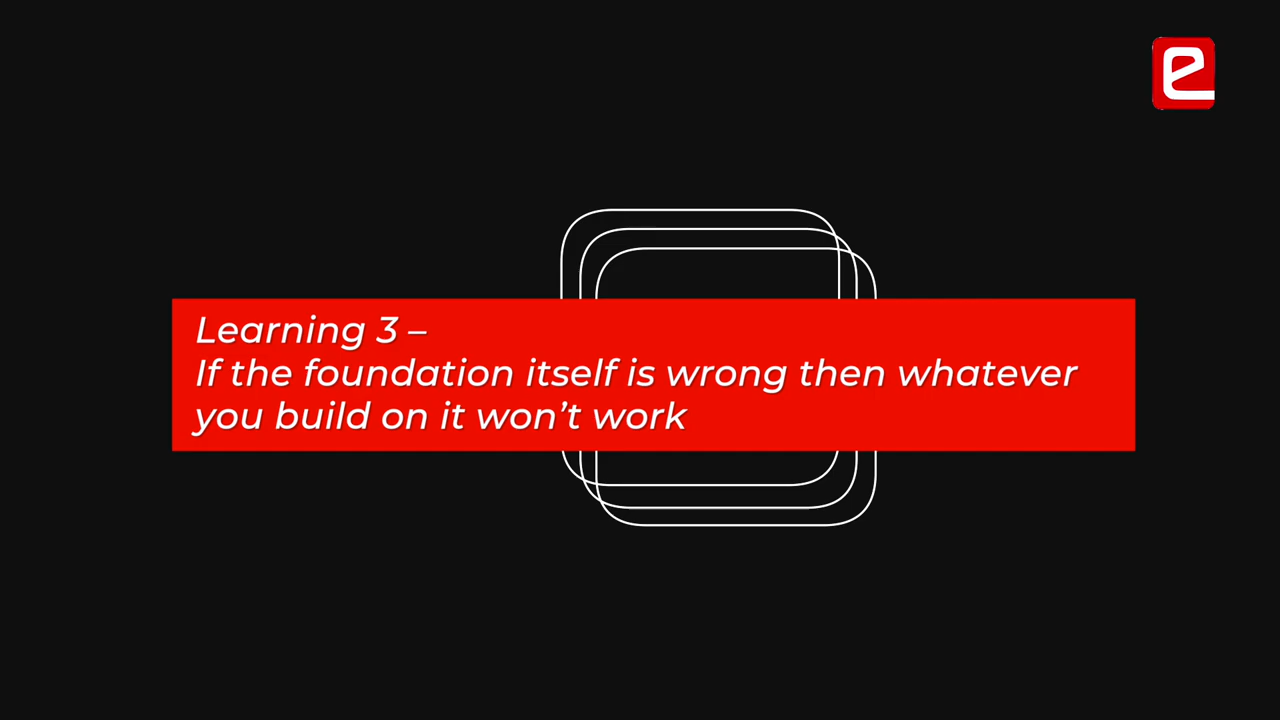 e
Learning 3 –
If the foundation itself is wrong then whatever
you build on it won’t work